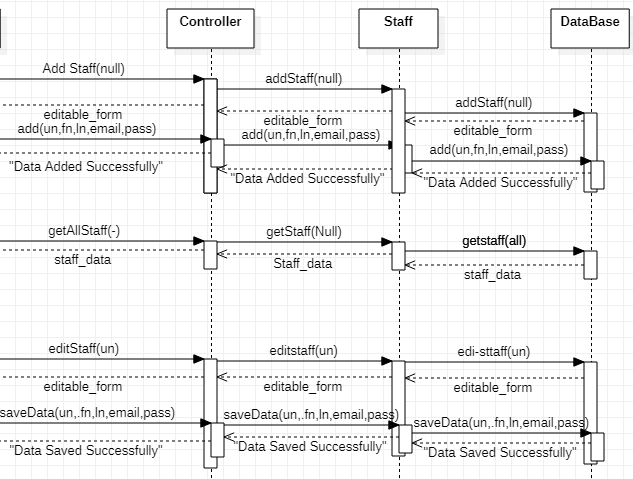 Controller
Staff
DataBase
Add Staff(null)
addStaff(null)
addStaff(null)
editable_form
editable_form
editable_form
add(un,fn,ln,email,pass)
add(un,fn,ln,email,pass)
add(un,fn,ln,email,pass)
"Data Added Successfully"
"Data Added Successfully"
"Data Added Successfully"
getAllStaff(-)
getStaff(Null)
getstaff(all)
staff_data
Staff_data
staff_data
editStaff(un)
editstaff(un)
edi-sttaff(un)
editable_form
editable_form
editable_form
saveData(un,.fn,ln,email,pass)
saveData(un,.fn,ln,email,pass)
saveData(un,.fn,ln,email,pass)
"Data Saved Successfully"
"Data Saved Successfully"
"Data Saved Successfully"